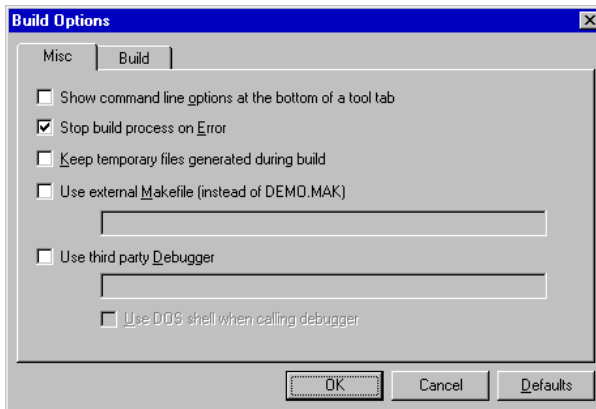 Build Options
Misc Build
Show command line options at the bottom of a tool tab
Stop build process on Error
Keep temporary files generated during build
Use external Makefile (instead of DEMO.MAK)
Use third party Debugger
Use DOS shell when calling debugger
OK Cancel Defaults